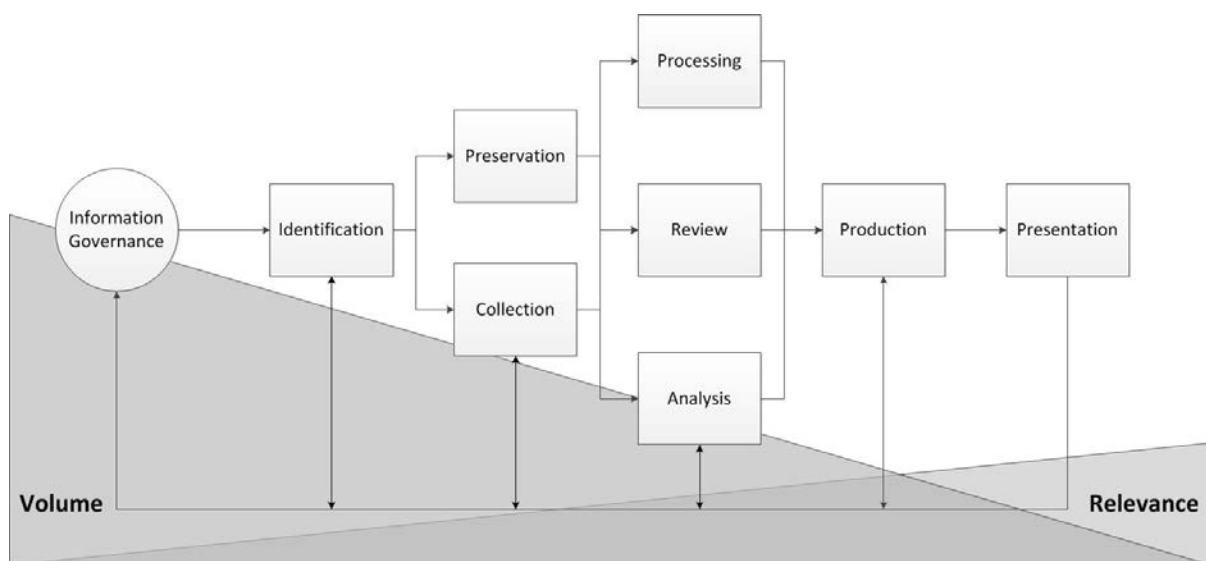 Processing
Preservation
Information
Governance
Identification
Review
Production
Presentation
Collection
Analysis
Volume
Relevance